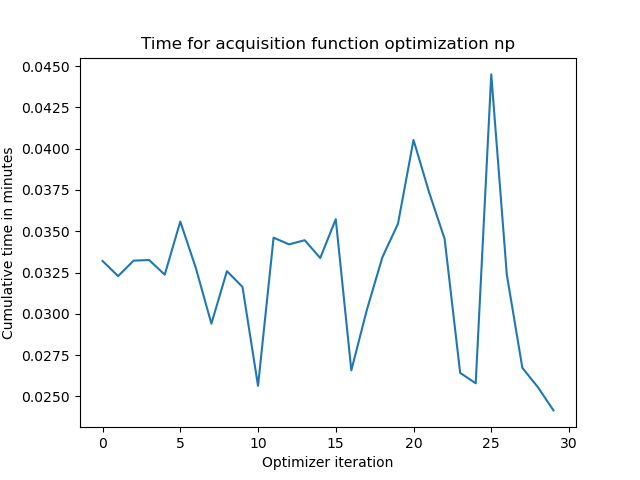 Time for acquisition function optimization np
0.0450
0.0425
0.0400
0.0375
0.0350
0.0325
0.0300
0.0275
0.0250
Cumulative time in minutes
0 5 10 15 20 25 30
Optimizer iteration